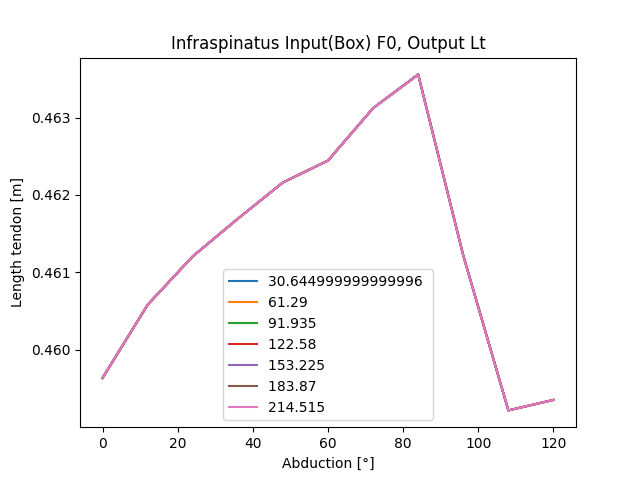 Infraspinatus Input(Box) F0, Output Lt
0.463
0.462
0.461
0.460
Length tendon [m]
30.644999999999996
61.29
91.935
122.58
153.225
183.87
214.515
0 20 40 60 80 100 120
Abduction [°]